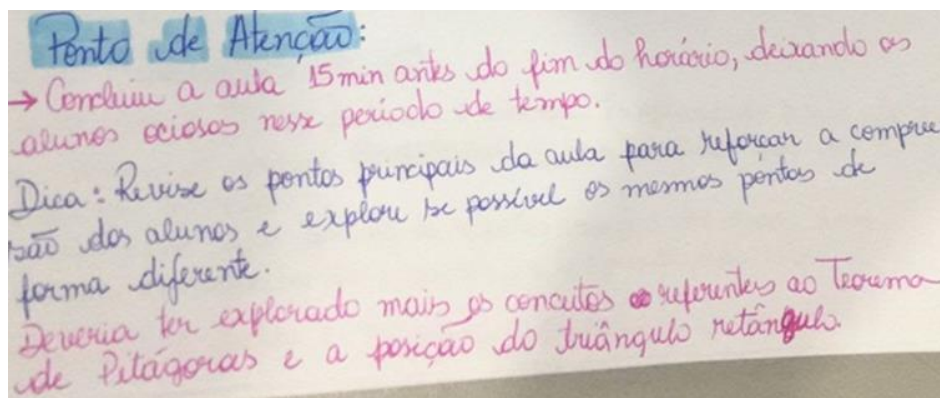 Ponto de Atenção:
→ Concluiu a aula 15min antes do fim do horário, deixando os
alunos ociosos nesse período de tempo.
Dica: Revise os pontos principais da aula para reforçar a compreen
são dos alunos e explore se possível os mesmos pontos de
forma diferente.
Deveria ter explorado mais os conceitos referentes ao Teorema
de Pitágoras e a posição do triângulo retângulo.